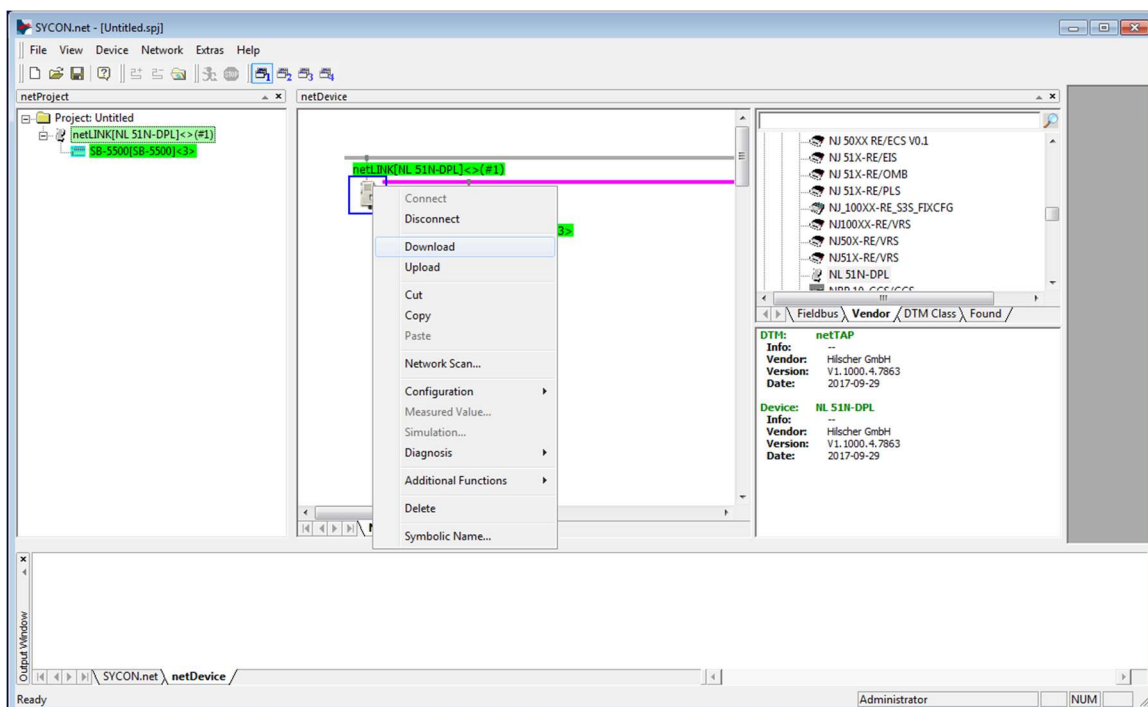 SYCON.net - [Untitled.spj]
File View Device Network Extras Help
netProject
netDevice
Project: Untitled
netLINK[NL 51N-DPL]<>(#1)
SB-5500[SB-5500]<3>
netLINK[NL 51N-DPL]<>(#1)
3>
Connect
Disconnect
Download
Upload
Cut
Copy
Paste
Network Scan...
Configuration
Measured Value...
Simulation...
Diagnosis
Additional Functions
Delete
Symbolic Name...
NJ 50XX RE/ECS V0.1
NJ 51X-RE/EIS
NJ 51X-RE/OMB
NJ 51X-RE/PLS
NJ_100XX-RE_S3S_FIXCFG
NJ100XX-RE/VRS
NJ50X-RE/VRS
NJ51X-RE/VRS
NL 51N-DPL
Fieldbus Vendor DTM Class Found
DTM: netTAP
Info: --
Vendor: Hilscher GmbH
Version: V1.1000.4.7863
Date: 2017-09-29
Device: NL 51N-DPL
Info: --
Vendor: Hilscher GmbH
Version: V1.1000.4.7863
Date: 2017-09-29
Output Window
SYCON.net netDevice
Ready
Administrator
NUM